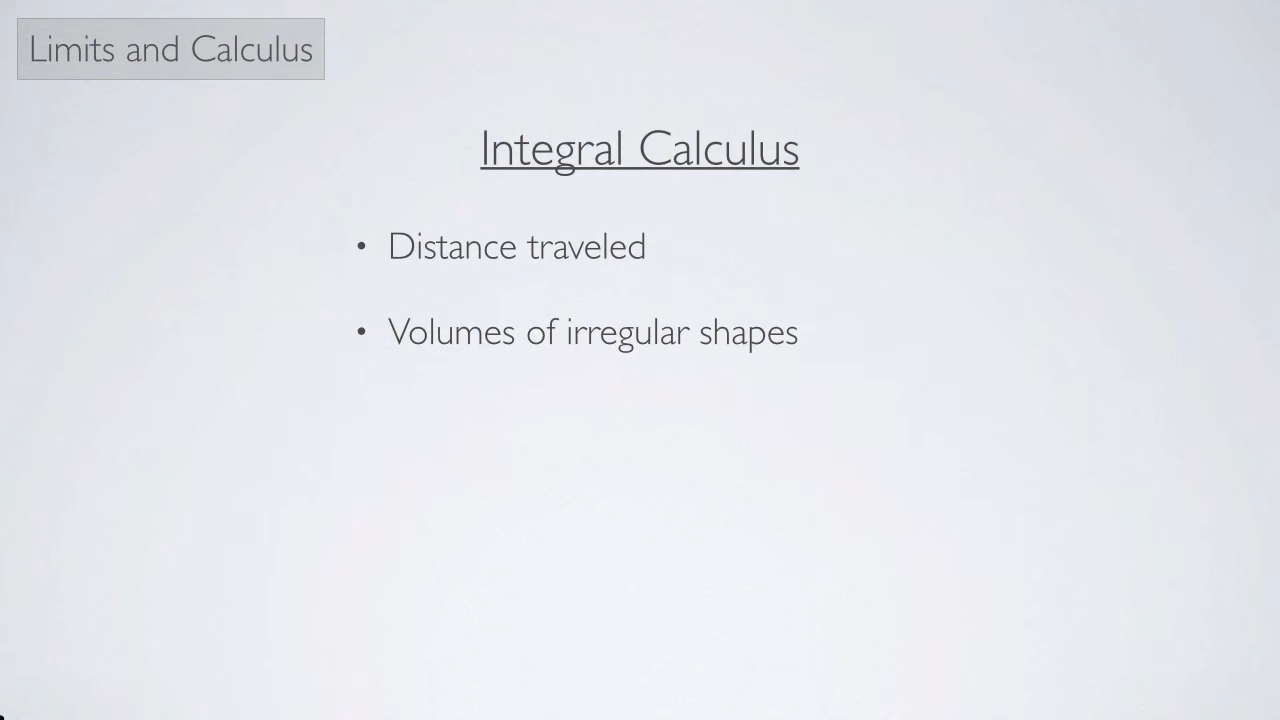 Limits and Calculus
Integral Calculus
• Distance traveled
• Volumes of irregular shapes